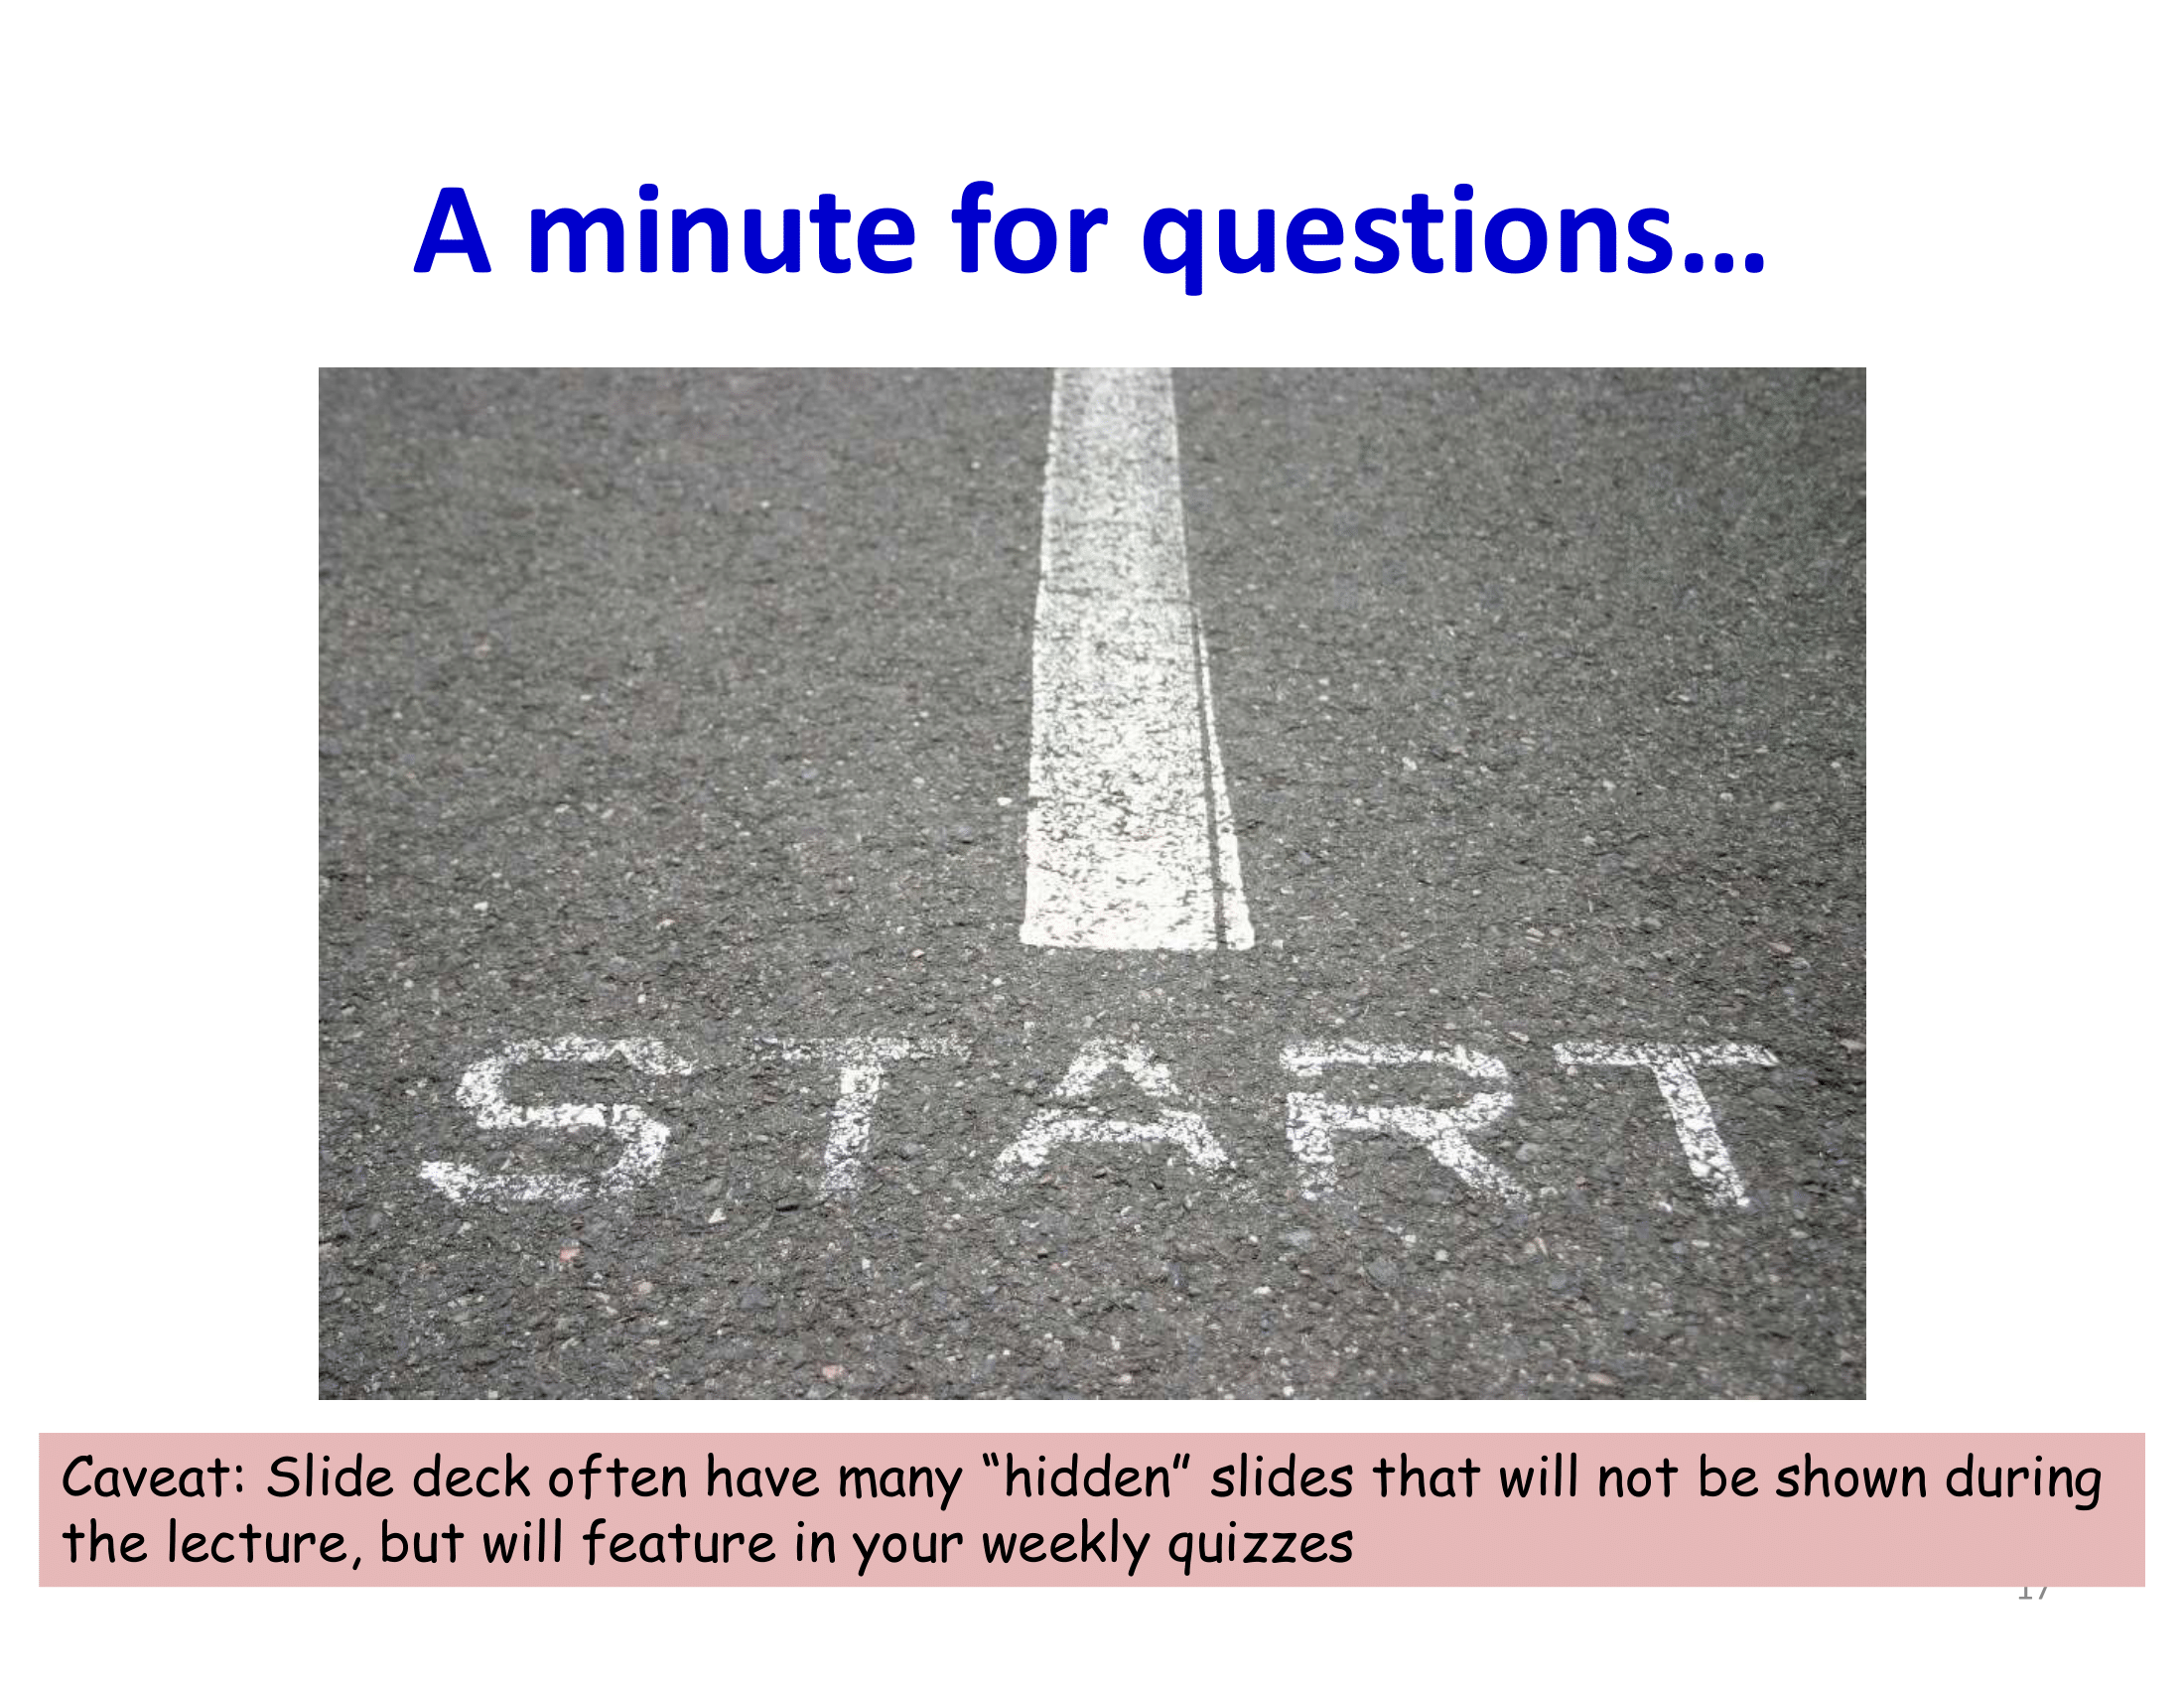 A minute for questions...
START
Caveat: Slide deck often have many “hidden” slides that will not be shown during
the lecture, but will feature in your weekly quizzes
17